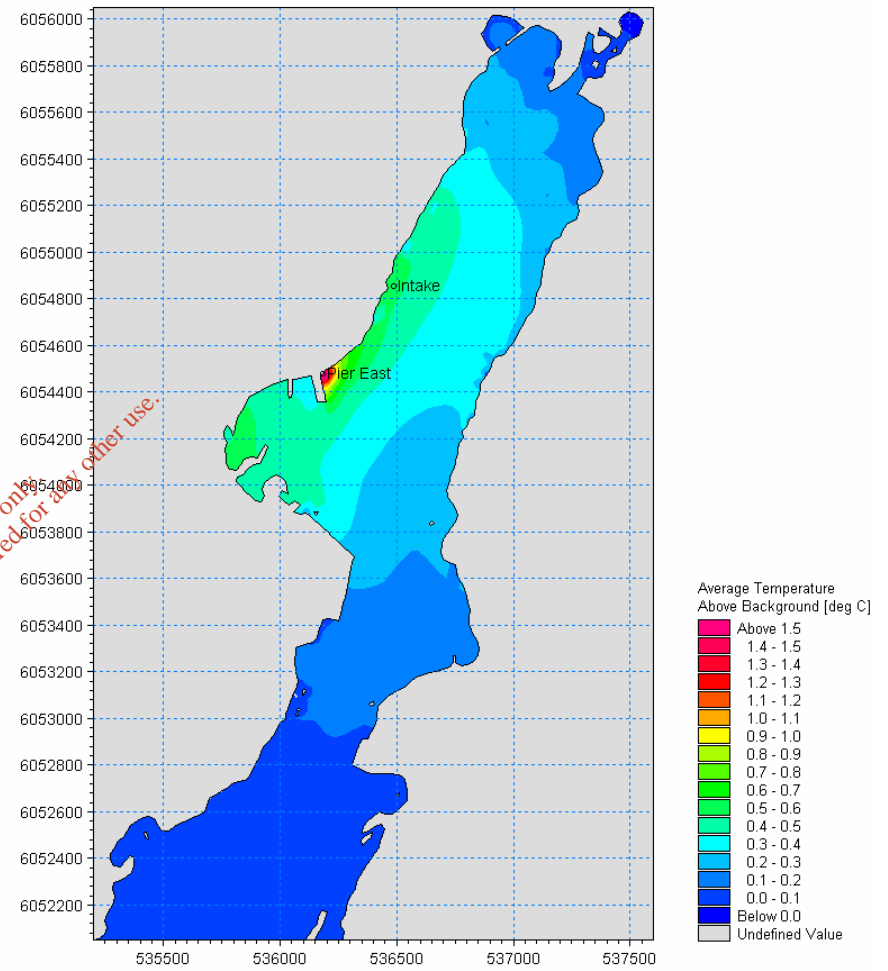 6056000
6055800
6055600
6055400
6055200
6055000
6054800
6054600
6054400
6054200
6054000
6053800
6053600
6053400
6053200
6053000
6052800
6052600
6052400
6052200
535500
536000
536500
537000
537500
Intake
Pier East
only.
for any other use.
Average Temperature
Above Background [deg C]
Above 1.5
1.4 - 1.5
1.3 - 1.4
1.2 - 1.3
1.1 - 1.2
1.0 - 1.1
0.9 - 1.0
0.8 - 0.9
0.7 - 0.8
0.6 - 0.7
0.5 - 0.6
0.4 - 0.5
0.3 - 0.4
0.2 - 0.3
0.1 - 0.2
0.0 - 0.1
Below 0.0
Undefined Value